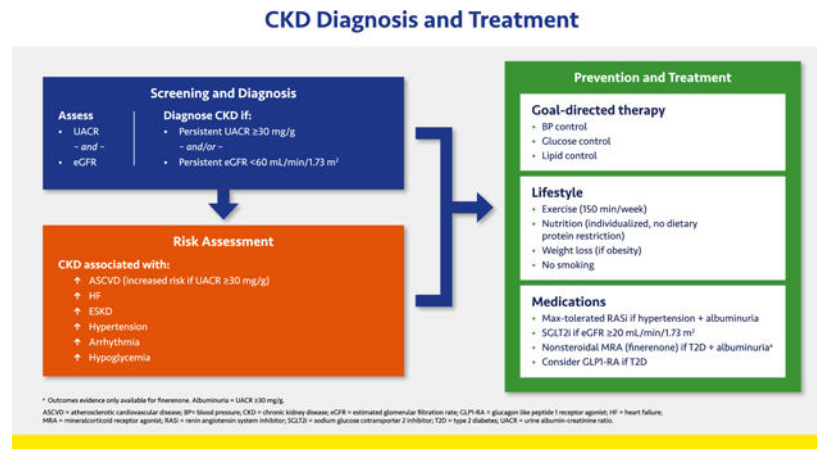 CKD Diagnosis and Treatment
Screening and Diagnosis
Assess
• UACR
– and –
• eGFR
Diagnose CKD if:
• Persistent UACR ≥30 mg/g
– and/or –
• Persistent eGFR <60 mL/min/1.73 m²
Risk Assessment
CKD associated with:
↑ ASCVD (increased risk if UACR ≥30 mg/g)
↑ HF
↑ ESKD
↑ Hypertension
↑ Arrhythmia
↑ Hypoglycemia
Prevention and Treatment
Goal-directed therapy
• BP control
• Glucose control
• Lipid control
Lifestyle
• Exercise (150 min/week)
• Nutrition (individualized, no dietary
protein restriction)
• Weight loss (if obesity)
• No smoking
Medications
• Max-tolerated RASi if hypertension + albuminuria
• SGLT2i if eGFR ≥20 mL/min/1.73 m²
• Nonsteroidal MRA (finerenone) if T2D + albuminuriaᵃ
• Consider GLP1-RA if T2D
ᵃ Outcomes evidence only available for finerenone. Albuminuria = UACR ≥30 mg/g.
ASCVD = atherosclerotic cardiovascular disease; BP= blood pressure; CKD = chronic kidney disease; eGFR = estimated glomerular filtration rate; GLP1-RA = glucagon like peptide 1 receptor agonist; HF = heart failure;
MRA = mineralcorticoid receptor agonist; RASi = renin angiotensin system inhibitor; SGLT2i = sodium glucose cotransporter 2 inhibitor; T2D = type 2 diabetes; UACR = urine albumin-creatinine ratio.